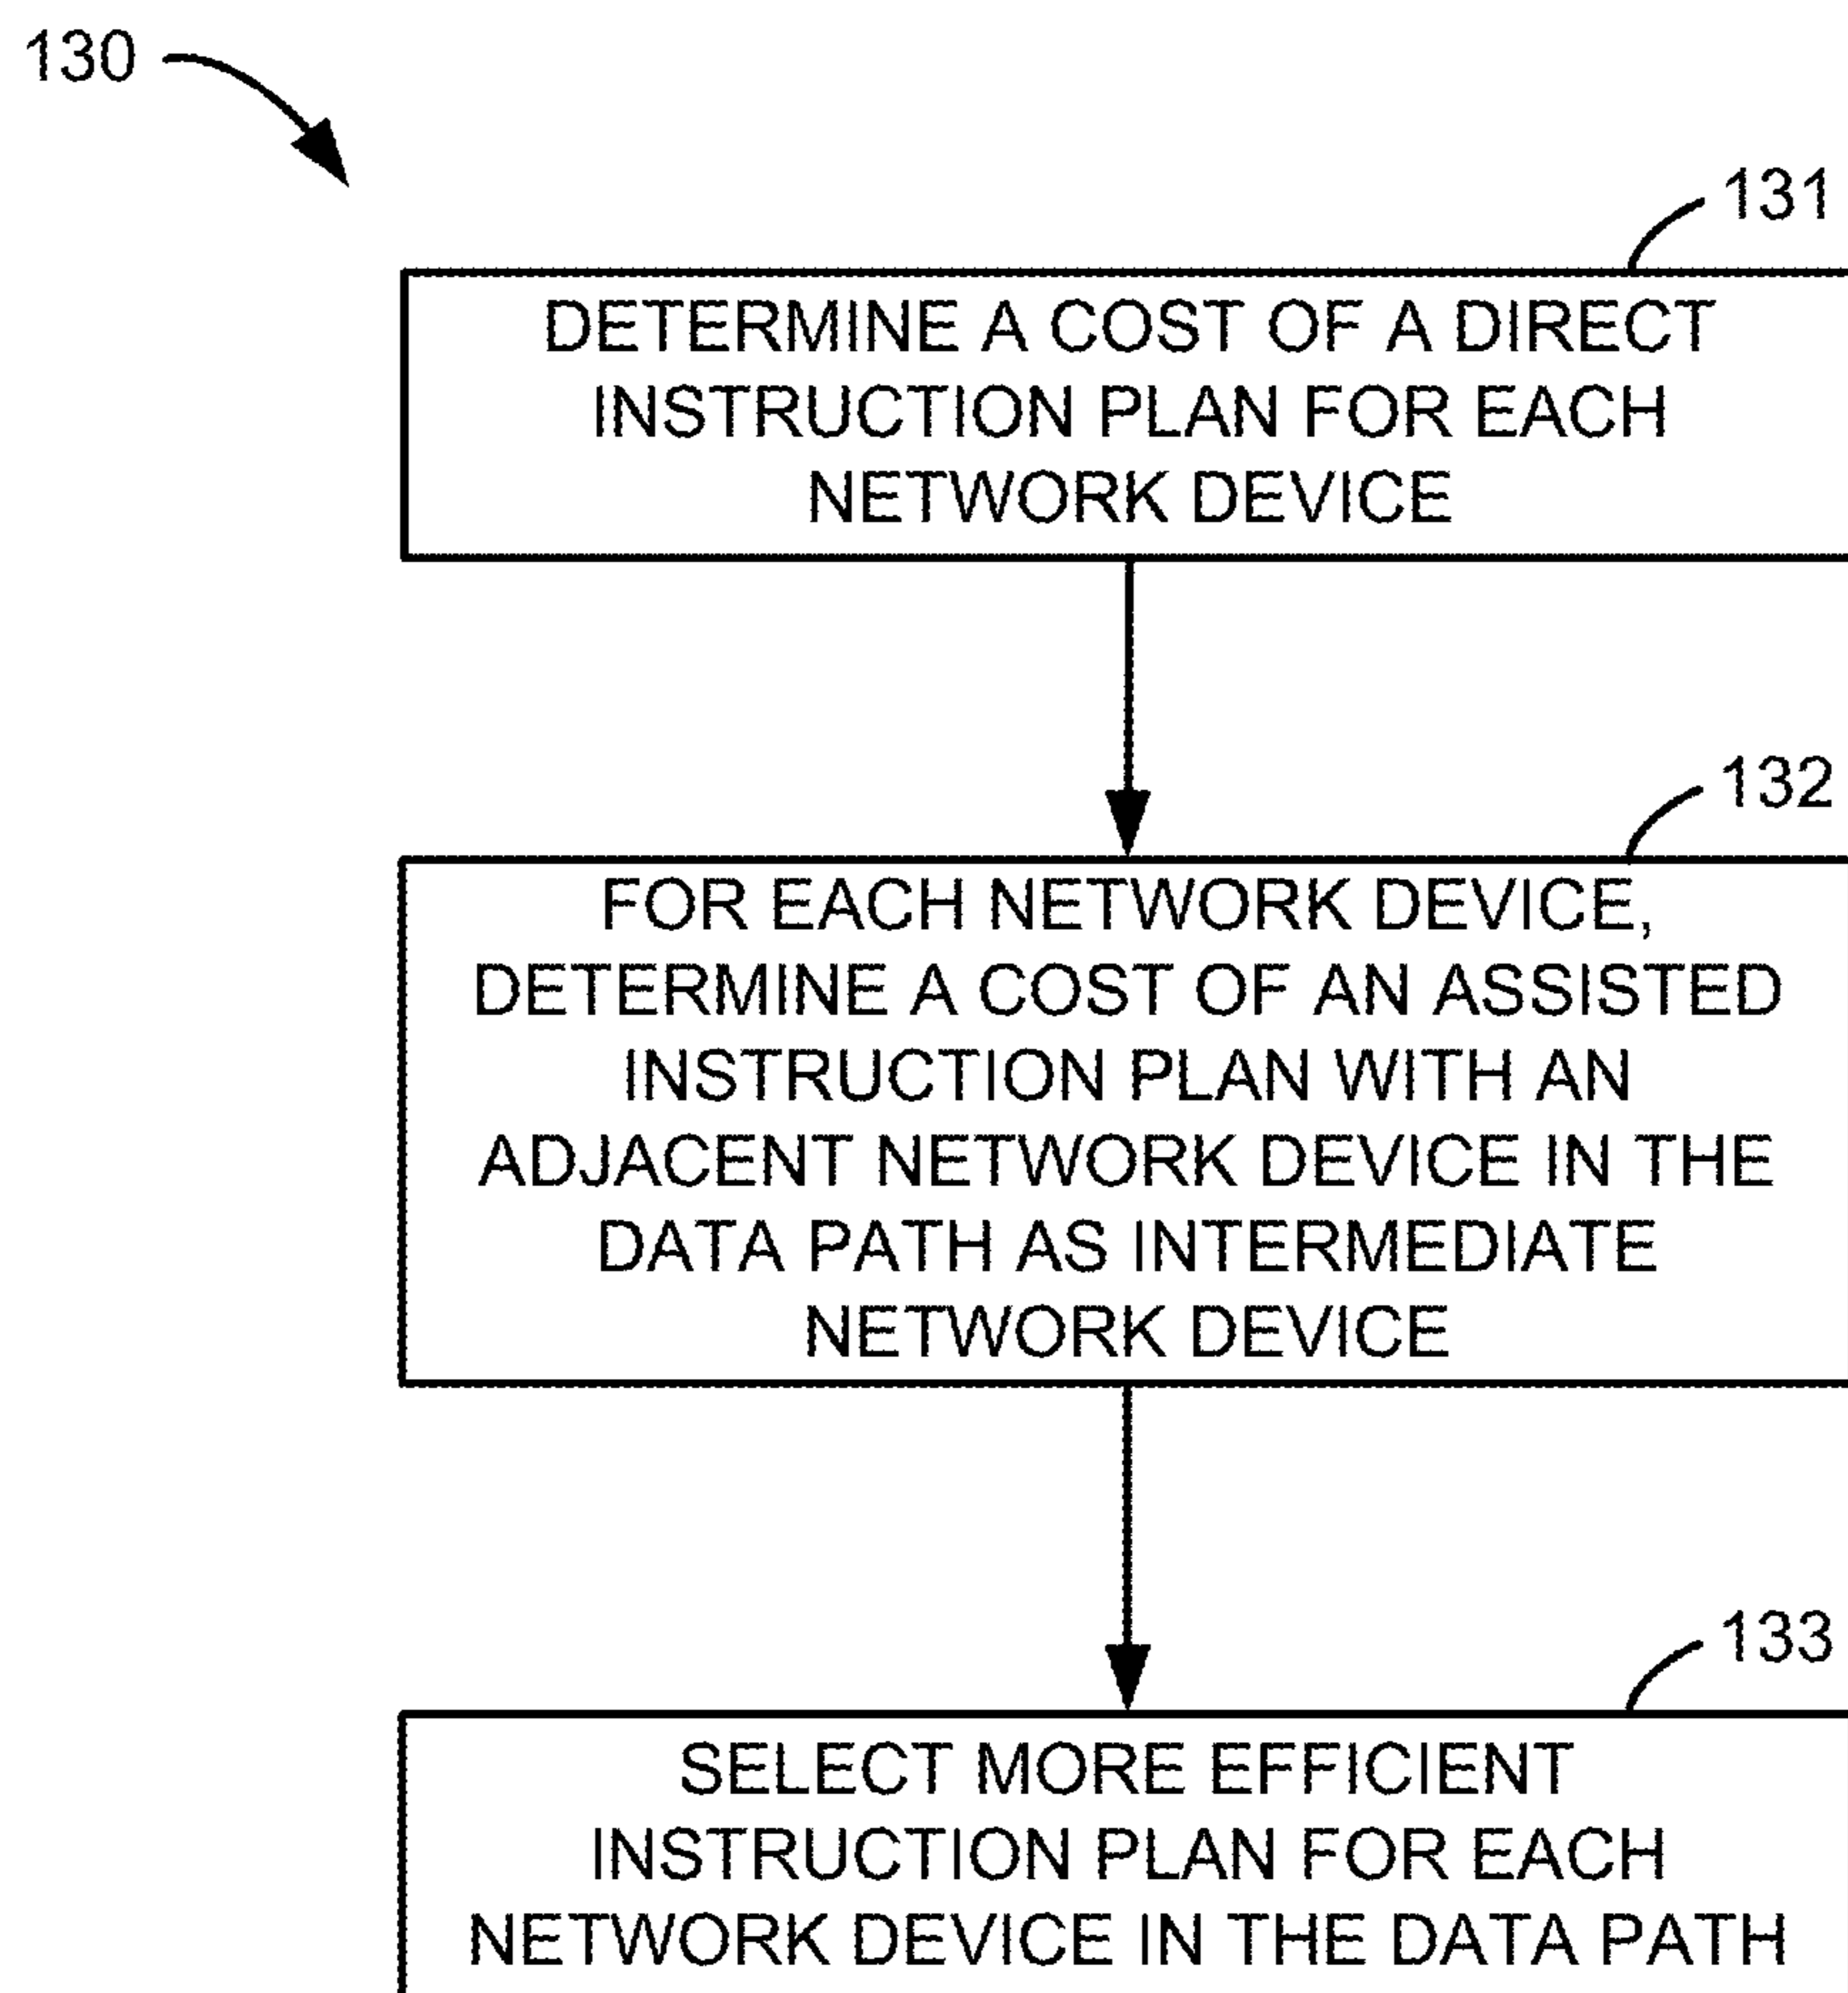 130
131
DETERMINE A COST OF A DIRECT
INSTRUCTION PLAN FOR EACH
NETWORK DEVICE
132
FOR EACH NETWORK DEVICE,
DETERMINE A COST OF AN ASSISTED
INSTRUCTION PLAN WITH AN
ADJACENT NETWORK DEVICE IN THE
DATA PATH AS INTERMEDIATE
NETWORK DEVICE
133
SELECT MORE EFFICIENT
INSTRUCTION PLAN FOR EACH
NETWORK DEVICE IN THE DATA PATH